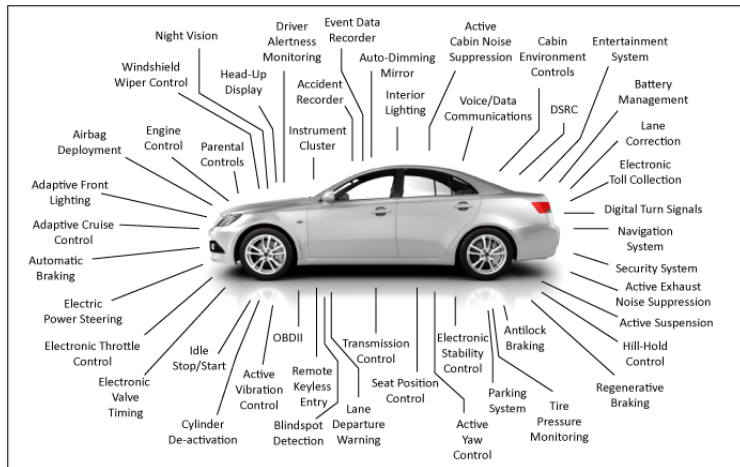 Night Vision
Driver
Alertness
Monitoring
Event Data
Recorder
Active
Cabin Noise
Suppression
Cabin
Environment
Controls
Entertainment
System
Windshield
Wiper Control
Head-Up
Display
Accident
Recorder
Auto-Dimming
Mirror
Interior
Lighting
Voice/Data
Communications
DSRC
Battery
Management
Airbag
Deployment
Engine
Control
Parental
Controls
Instrument
Cluster
Lane
Correction
Electronic
Toll Collection
Adaptive Front
Lighting
Digital Turn Signals
Adaptive Cruise
Control
Navigation
System
Automatic
Braking
Security System
Electric
Power Steering
Active Exhaust
Noise Suppression
Active Suspension
Electronic Throttle
Control
Idle
Stop/Start
OBDII
Transmission
Control
Electronic
Stability
Control
Antilock
Braking
Hill-Hold
Control
Electronic
Valve
Timing
Active
Vibration
Control
Remote
Keyless
Entry
Seat Position
Control
Parking
System
Regenerative
Braking
Cylinder
De-activation
Blindspot
Detection
Lane
Departure
Warning
Active
Yaw
Control
Tire
Pressure
Monitoring